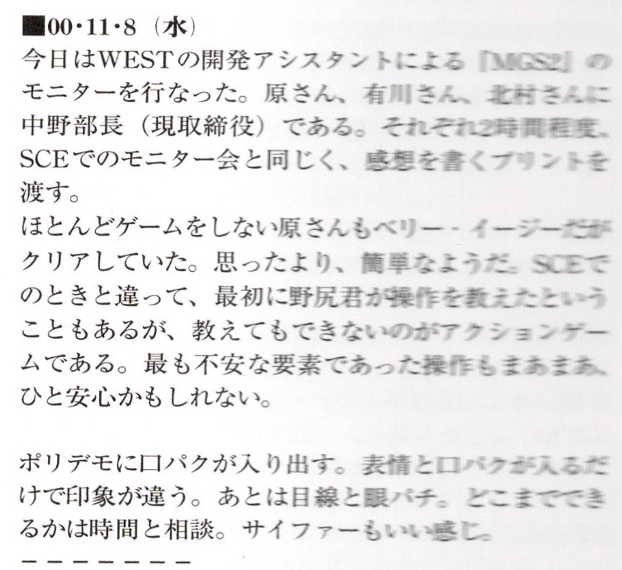 ■00・11・8（水）
今日はWESTの開発アシスタントによる『MGS2』の
モニターを行なった。原さん、有川さん、北村さんに
中野部長（現取締役）である。それぞれ2時間程度、
SCEでのモニター会と同じく、感想を書くプリントを
渡す。
ほとんどゲームをしない原さんもベリー・イージーだが
クリアしていた。思ったより、簡単なようだ。SCEで
のときと違って、最初に野尻君が操作を教えたという
こともあるが、教えてもできないのがアクションゲー
ムである。最も不安な要素であった操作もまあまあ、
ひと安心かもしれない。
ポリデモに口パクが入り出す。表情と口パクが入るだ
けで印象が違う。あとは目線と眼パチ。どこまででき
るかは時間と相談。サイファーもいい感じ。
－－－－－－－